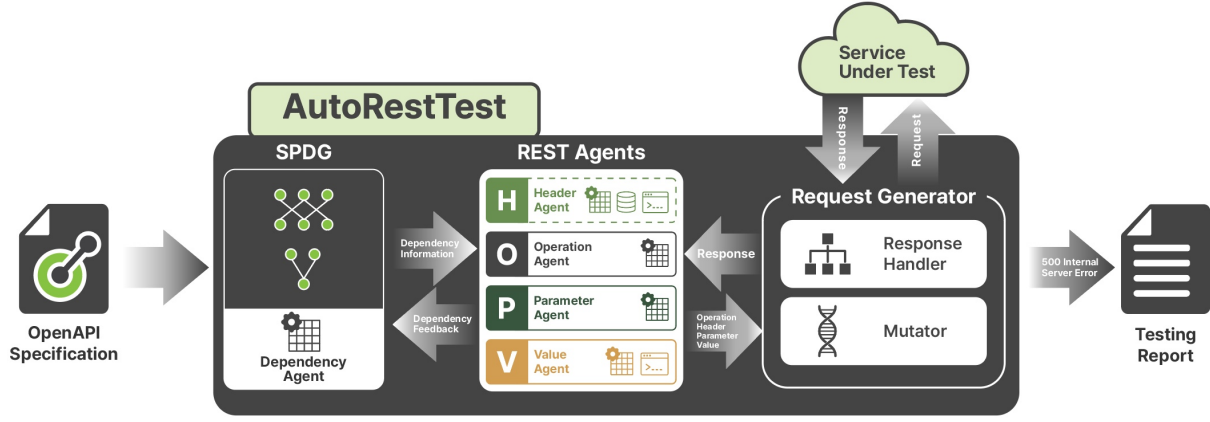 Service
Under Test
AutoRestTest
Response
Request
SPDG
REST Agents
Request Generator
H
Header
Agent
>_...
Dependency
Information
O
Operation
Agent
Response
Response
Handler
500 Internal
Server Error
P
Parameter
Agent
Dependency
Feedback
Operation
Header
Parameter
Value
Mutator
V
Value
Agent
>_...
Dependency
Agent
OpenAPI
Specification
Testing
Report